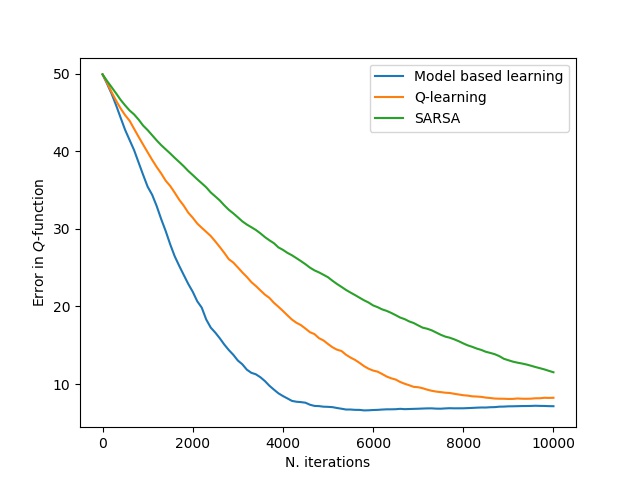 Model based learning
Q-learning
SARSA
50
40
30
20
10
Error in Q-function
0 2000 4000 6000 8000 10000
N. iterations